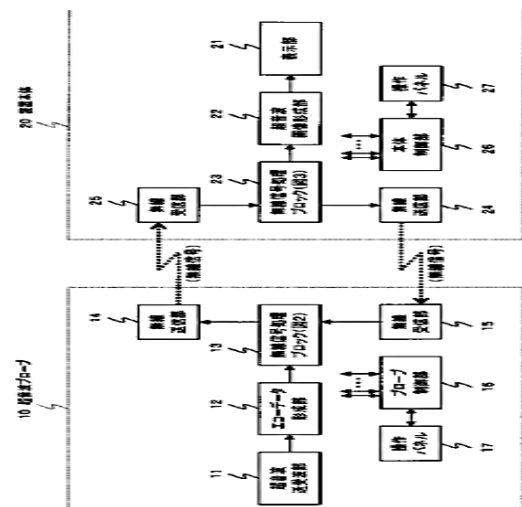 10 超音波プローブ
11
超音波
送受波部
12
エコーデータ
形成部
13
無線信号処理
ブロック(図2)
14
無線
送信部
(無線信号)
無線
受信部
15
プローブ
制御部
16
操作
パネル
17
20 装置本体
25
無線
受信部
23
無線信号処理
ブロック(図3)
22
超音波
画像形成部
21
表示部
無線
送信部
24
(無線信号)
本体
制御部
26
操作
パネル
27